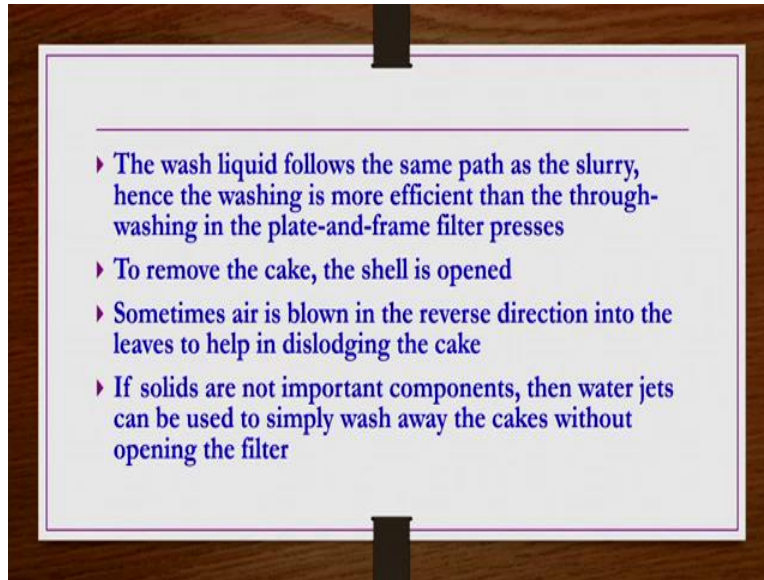 The wash liquid follows the same path as the slurry,
hence the washing is more efficient than the through-
washing in the plate-and-frame filter presses
To remove the cake, the shell is opened
Sometimes air is blown in the reverse direction into the
leaves to help in dislodging the cake
If solids are not important components, then water jets
can be used to simply wash away the cakes without
opening the filter